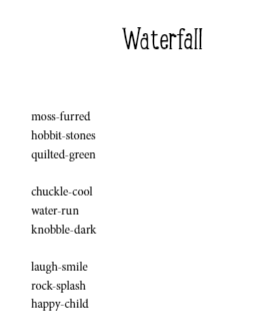 Waterfall
moss-furred
hobbit-stones
quilted-green
chuckle-cool
water-run
knobble-dark
laugh-smile
rock-splash
happy-child